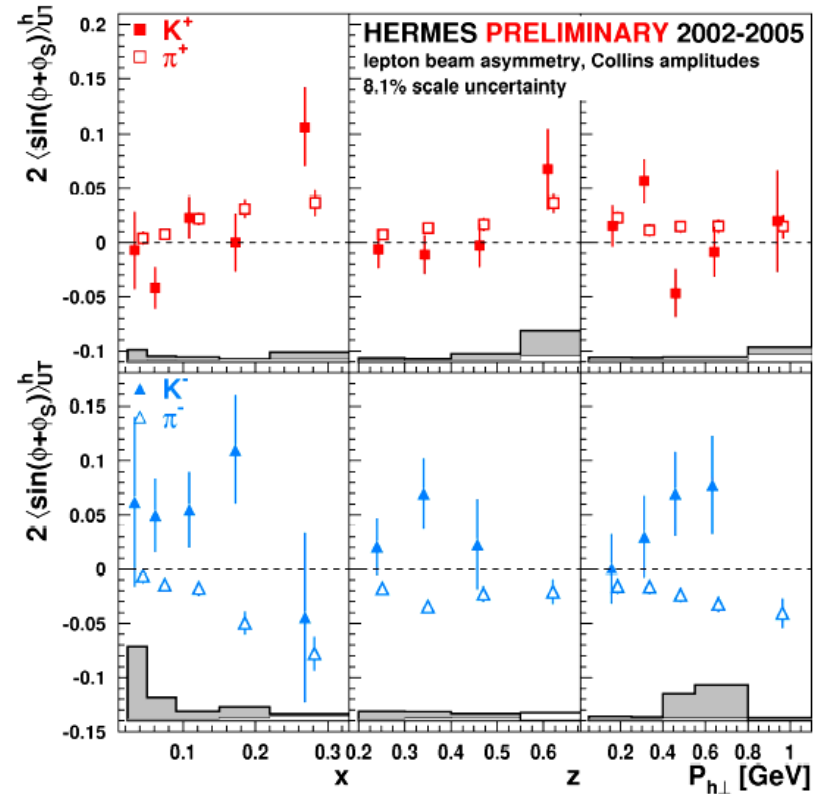 HERMES PRELIMINARY 2002-2005
lepton beam asymmetry, Collins amplitudes
8.1% scale uncertainty
K+
π+
2 ⟨sin(ϕ+ϕS)⟩hUT
0.2
0.15
0.1
0.05
0
-0.05
-0.1
K-
π-
2 ⟨sin(ϕ+ϕS)⟩hUT
0.15
0.1
0.05
0
-0.05
-0.1
-0.15
0.1 0.2 0.3 0.2 0.3 0.4 0.5 0.6 0.2 0.4 0.6 0.8 1
x z Ph⊥ [GeV]